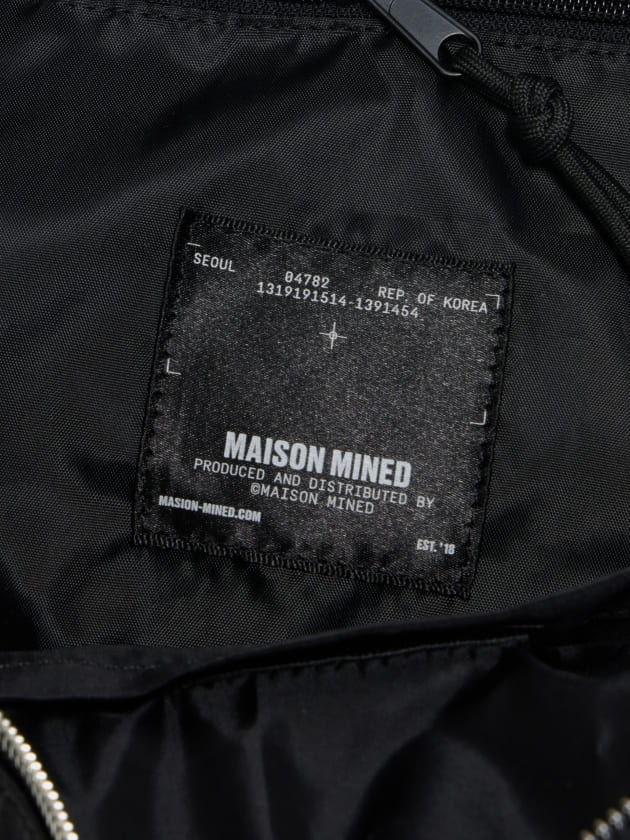 SEOUL 04782 REP. OF KOREA
1319191514-1391454
MAISON MINED
PRODUCED AND DISTRIBUTED BY
©MAISON MINED
MASION-MINED.COM
EST. '18